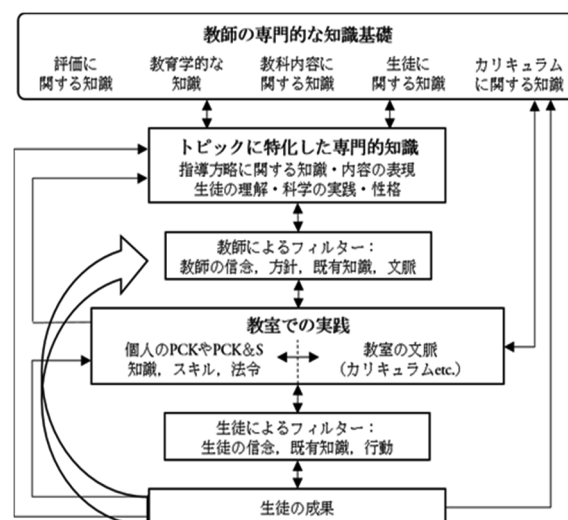 教師の専門的な知識基礎
評価に 教育学的な 教科内容に 生徒に カリキュラム
関する知識 知識 関する知識 関する知識 に関する知識
トピックに特化した専門的知識
指導方略に関する知識・内容の表現
生徒の理解・科学の実践・性格
教師によるフィルター：
教師の信念，方針，既有知識，文脈
教室での実践
個人のPCKやPCK＆S 教室の文脈
知識，スキル，法令 （カリキュラムetc.）
生徒によるフィルター：
生徒の信念，既有知識，行動
生徒の成果